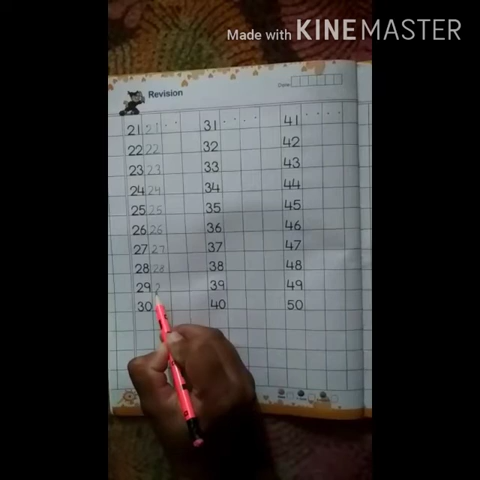 Made with KINEMASTER
Revision
Date:
21 21 31 41
22 22 32 42
23 23 33 43
24 24 34 44
25 25 35 45
26 26 36 46
27 27 37 47
28 28 38 48
29 2 39 49
30 40 50